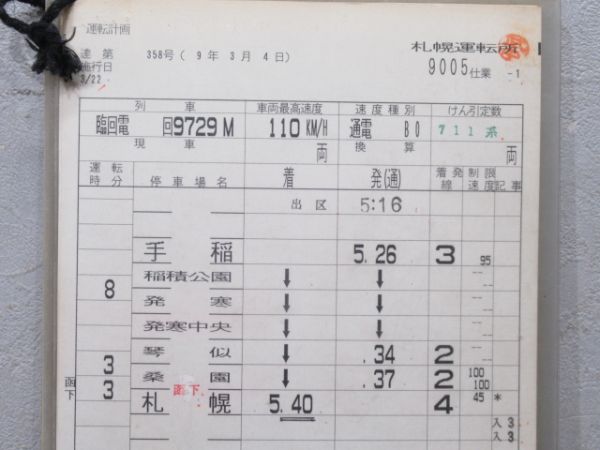 運転計画
達第 358号 ( 9年 3月 4日)
施行日
3/22
札幌運転所
9005仕業 -1
列車 車両最高速度 速度種別 けん引定数
臨回電 回9729M 110KM/H 通電 B0 711系
現車 両 換算 両
運転時分 停車場名 着 発(通) 着発線 制限速度 記事
出区 5:16
手稲 5.26 3 95
稲積公園 ↓ ↓
8
発寒 ↓ ↓
発寒中央 ↓ ↓
琴似 ↓ .34 2
3
桑園 ↓ .37 2 100 100
函下 3 函下
札幌 5.40 4 45 *
入3
入3